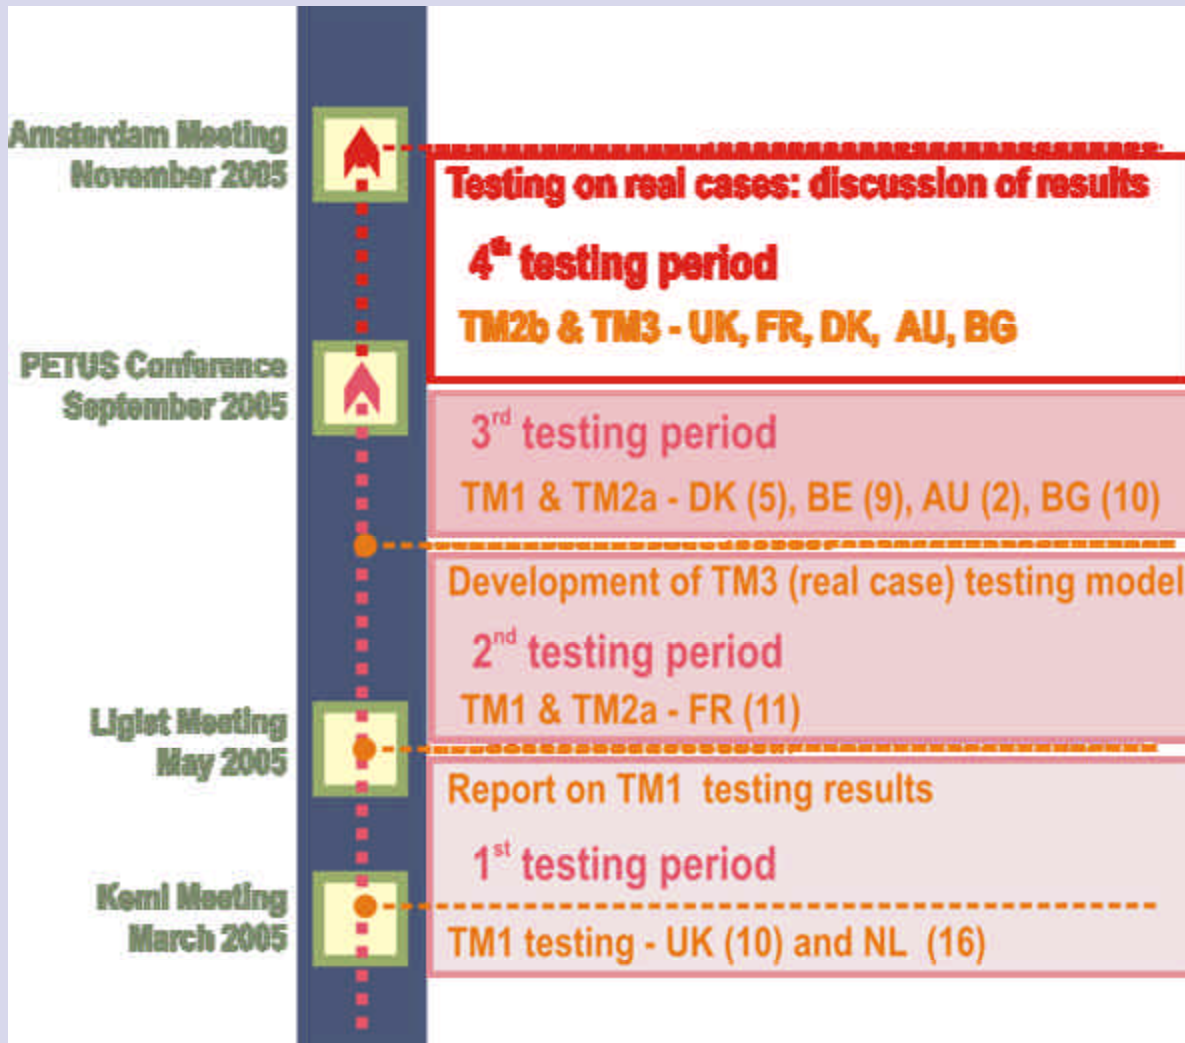 Amsterdam Meeting
November 2005
Testing on real cases: discussion of results
4th testing period
TM2b & TM3 - UK, FR, DK, AU, BG
PETUS Conference
September 2005
3rd testing period
TM1 & TM2a - DK (5), BE (9), AU (2), BG (10)
Development of TM3 (real case) testing model
2nd testing period
TM1 & TM2a - FR (11)
Ligist Meeting
May 2005
Report on TM1 testing results
1st testing period
Kemi Meeting
March 2005
TM1 testing - UK (10) and NL (16)